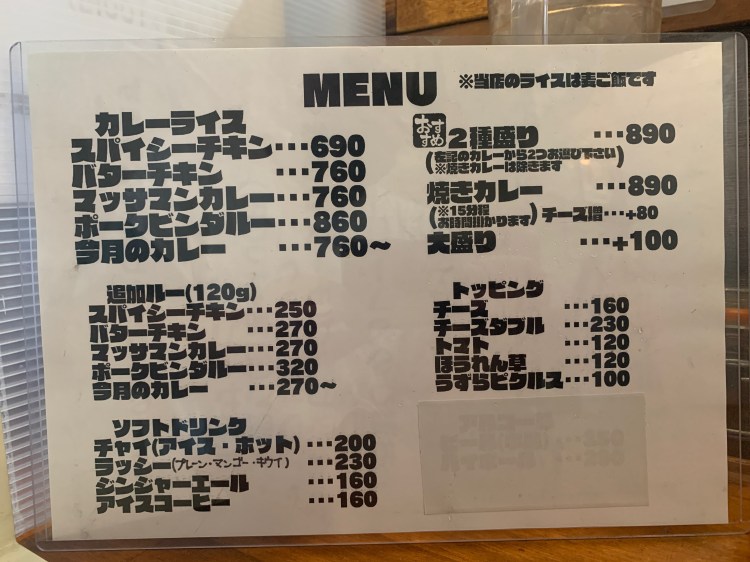 MENU ※当店のライスは麦ご飯です
カレーライス
スパイシーチキン…690
バターチキン …760
マッサマンカレー…760
ポークビンダルー…860
今月のカレー …760～
おすすめ 2種盛り …890
(左記のカレーから2つお選び下さい
※焼きカレーは除きます)
焼きカレー …890
(※15分程
お時間かかります) チーズ増…+80
大盛り …+100
追加ルー(120g)
スパイシーチキン…250
バターチキン …270
マッサマンカレー…270
ポークビンダルー…320
今月のカレー …270～
トッピング
チーズ …160
チーズダブル …230
トマト …120
ほうれん草 …120
うずらピクルス…100
ソフトドリンク
チャイ(アイス・ホット) …200
ラッシー(プレーン・マンゴー・キウイ) …230
ジンジャーエール …160
アイスコーヒー …160